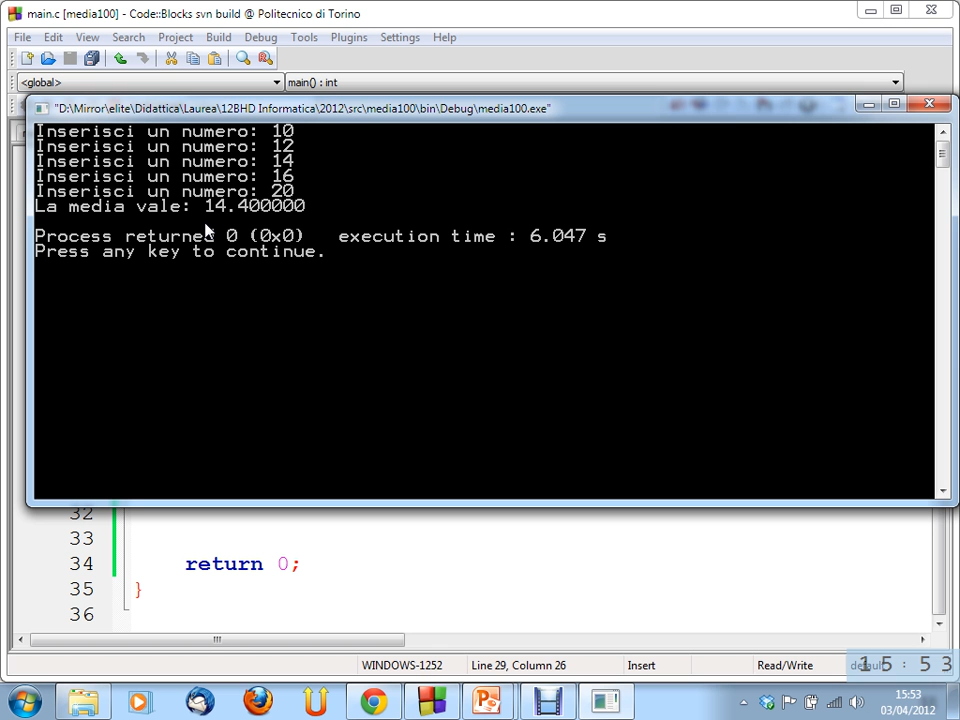 main.c [media100] - Code::Blocks svn build @ Politecnico di Torino
File Edit View Search Project Build Debug Tools Plugins Settings Help
<global> main() : int
"D:\Mirror\elite\Didattica\Laurea\12BHD Informatica\2012\src\media100\bin\Debug\media100.exe"
Inserisci un numero: 10
Inserisci un numero: 12
Inserisci un numero: 14
Inserisci un numero: 16
Inserisci un numero: 20
La media vale: 14.400000
Process returned 0 (0x0) execution time : 6.047 s
Press any key to continue.
32
33
34 return 0;
35 }
36
WINDOWS-1252 Line 29, Column 26 Insert Read/Write default
15:53
15:53
03/04/2012